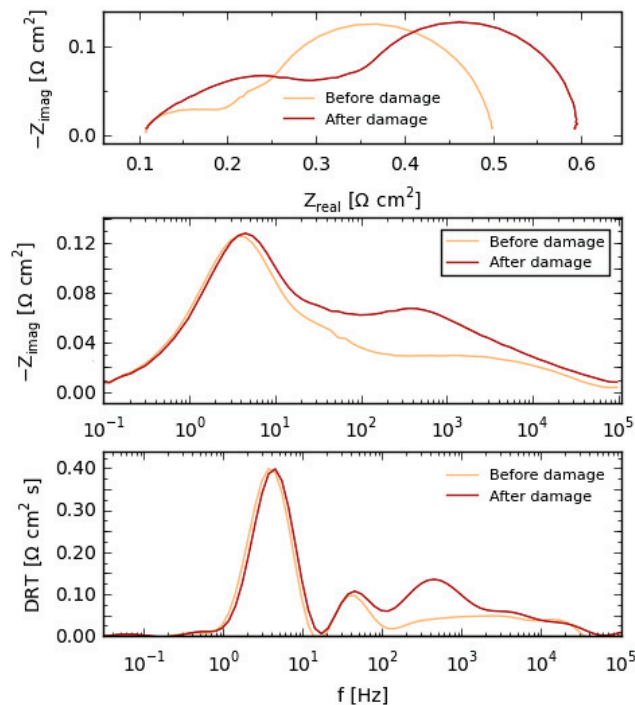 −Z_imag [Ω cm²]
0.1
0.0
Before damage
After damage
0.1 0.2 0.3 0.4 0.5 0.6
Z_real [Ω cm²]
−Z_imag [Ω cm²]
0.12
0.08
0.04
0.00
Before damage
After damage
10⁻¹ 10⁰ 10¹ 10² 10³ 10⁴ 10⁵
DRT [Ω cm² s]
0.40
0.30
0.20
0.10
0.00
Before damage
After damage
10⁻¹ 10⁰ 10¹ 10² 10³ 10⁴ 10⁵
f [Hz]